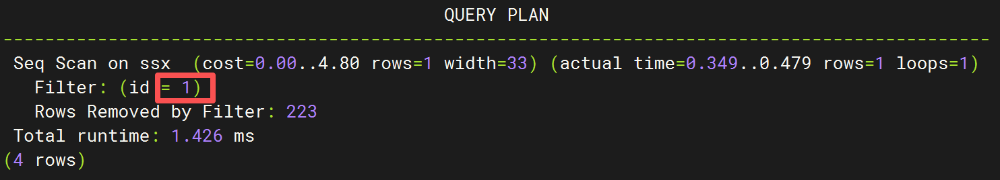 QUERY PLAN
-----------------------------------------------------------------------------------------------
Seq Scan on ssx  (cost=0.00..4.80 rows=1 width=33) (actual time=0.349..0.479 rows=1 loops=1)
Filter: (id = 1)
Rows Removed by Filter: 223
Total runtime: 1.426 ms
(4 rows)